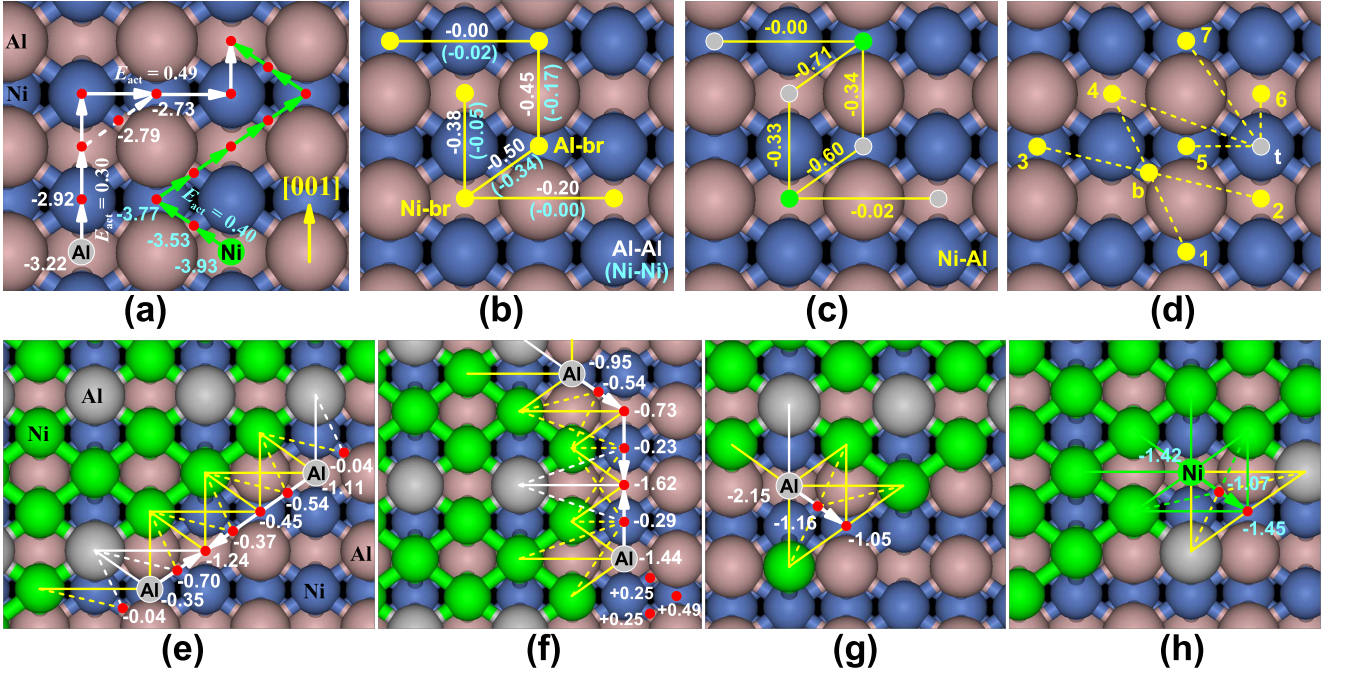 Al
Ni
E_act = 0.49
-2.73
-2.79
E_act = 0.30
-2.92
-3.22
Al
-3.77
E_act = 0.40
-3.53
-3.93
Ni
[001]
-0.00
(-0.02)
-0.45
(-0.17)
-0.38
(-0.05)
-0.50
(-0.34)
Al-br
Ni-br
-0.20
(-0.00)
Al-Al
(Ni-Ni)
-0.00
-0.71
-0.34
-0.33
-0.60
-0.02
Ni-Al
7
4
6
3
5
t
b
2
1
(a)
(b)
(c)
(d)
Al
Ni
-0.04
Al
-1.11
-0.54
-0.45
-0.37
-1.24
-0.70
Al
-0.35
-0.04
Al
Ni
Al
-0.95
-0.54
-0.73
-0.23
-1.62
-0.29
Al
-1.44
+0.25
+0.49
+0.25
Al
-2.15
-1.16
-1.05
-1.42
Ni
-1.07
-1.45
(e)
(f)
(g)
(h)